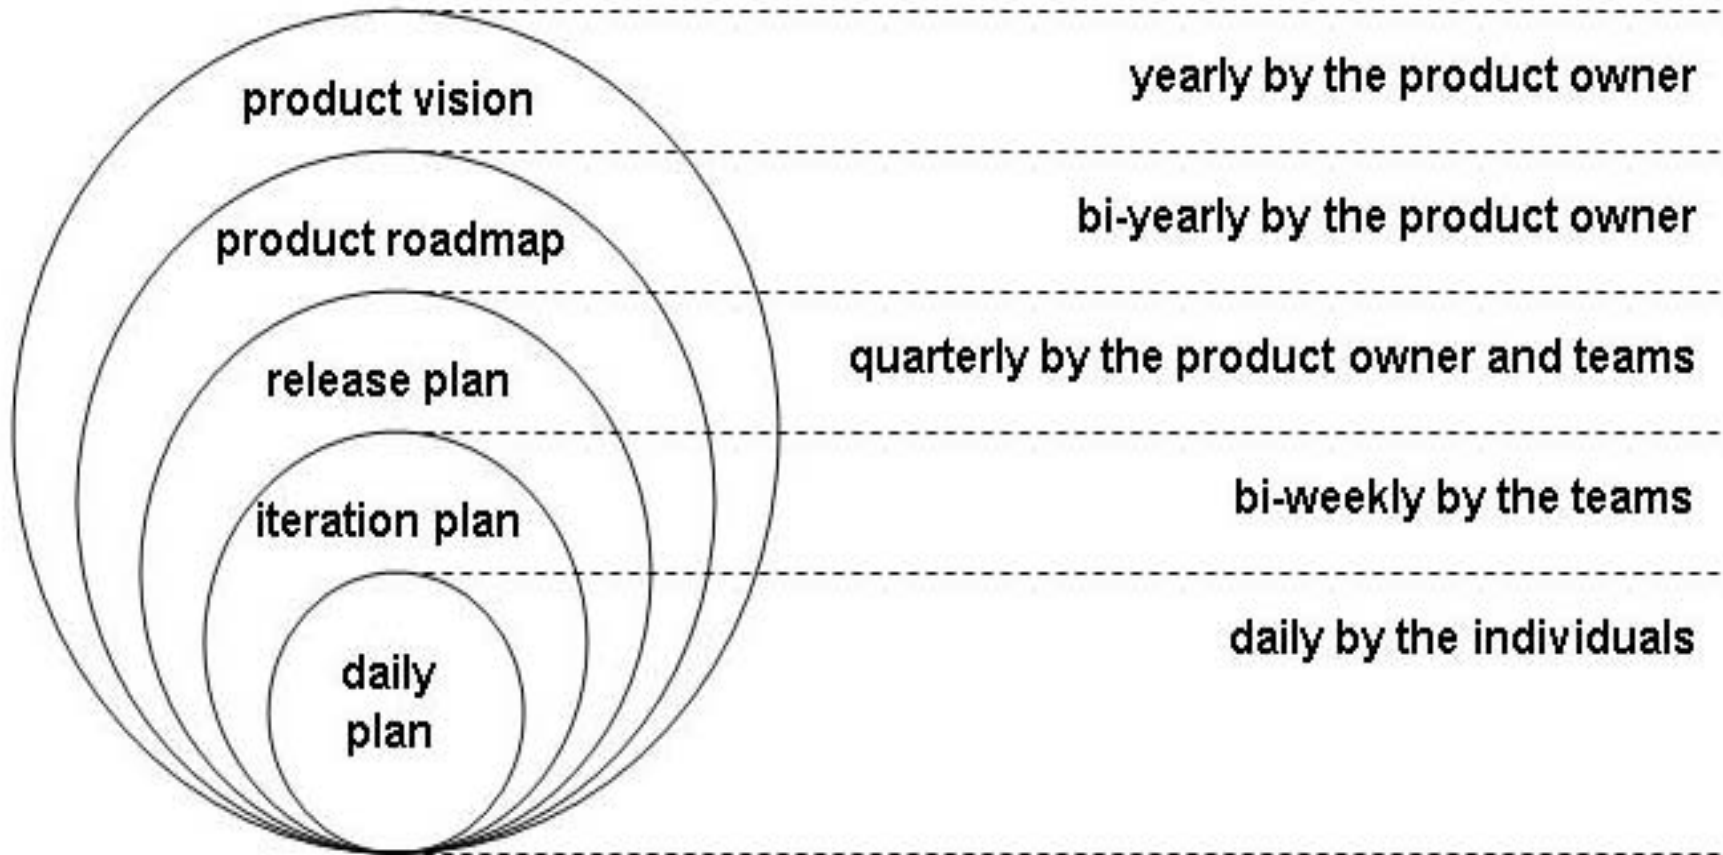 product vision
yearly by the product owner
product roadmap
bi-yearly by the product owner
release plan
quarterly by the product owner and teams
iteration plan
bi-weekly by the teams
daily
plan
daily by the individuals